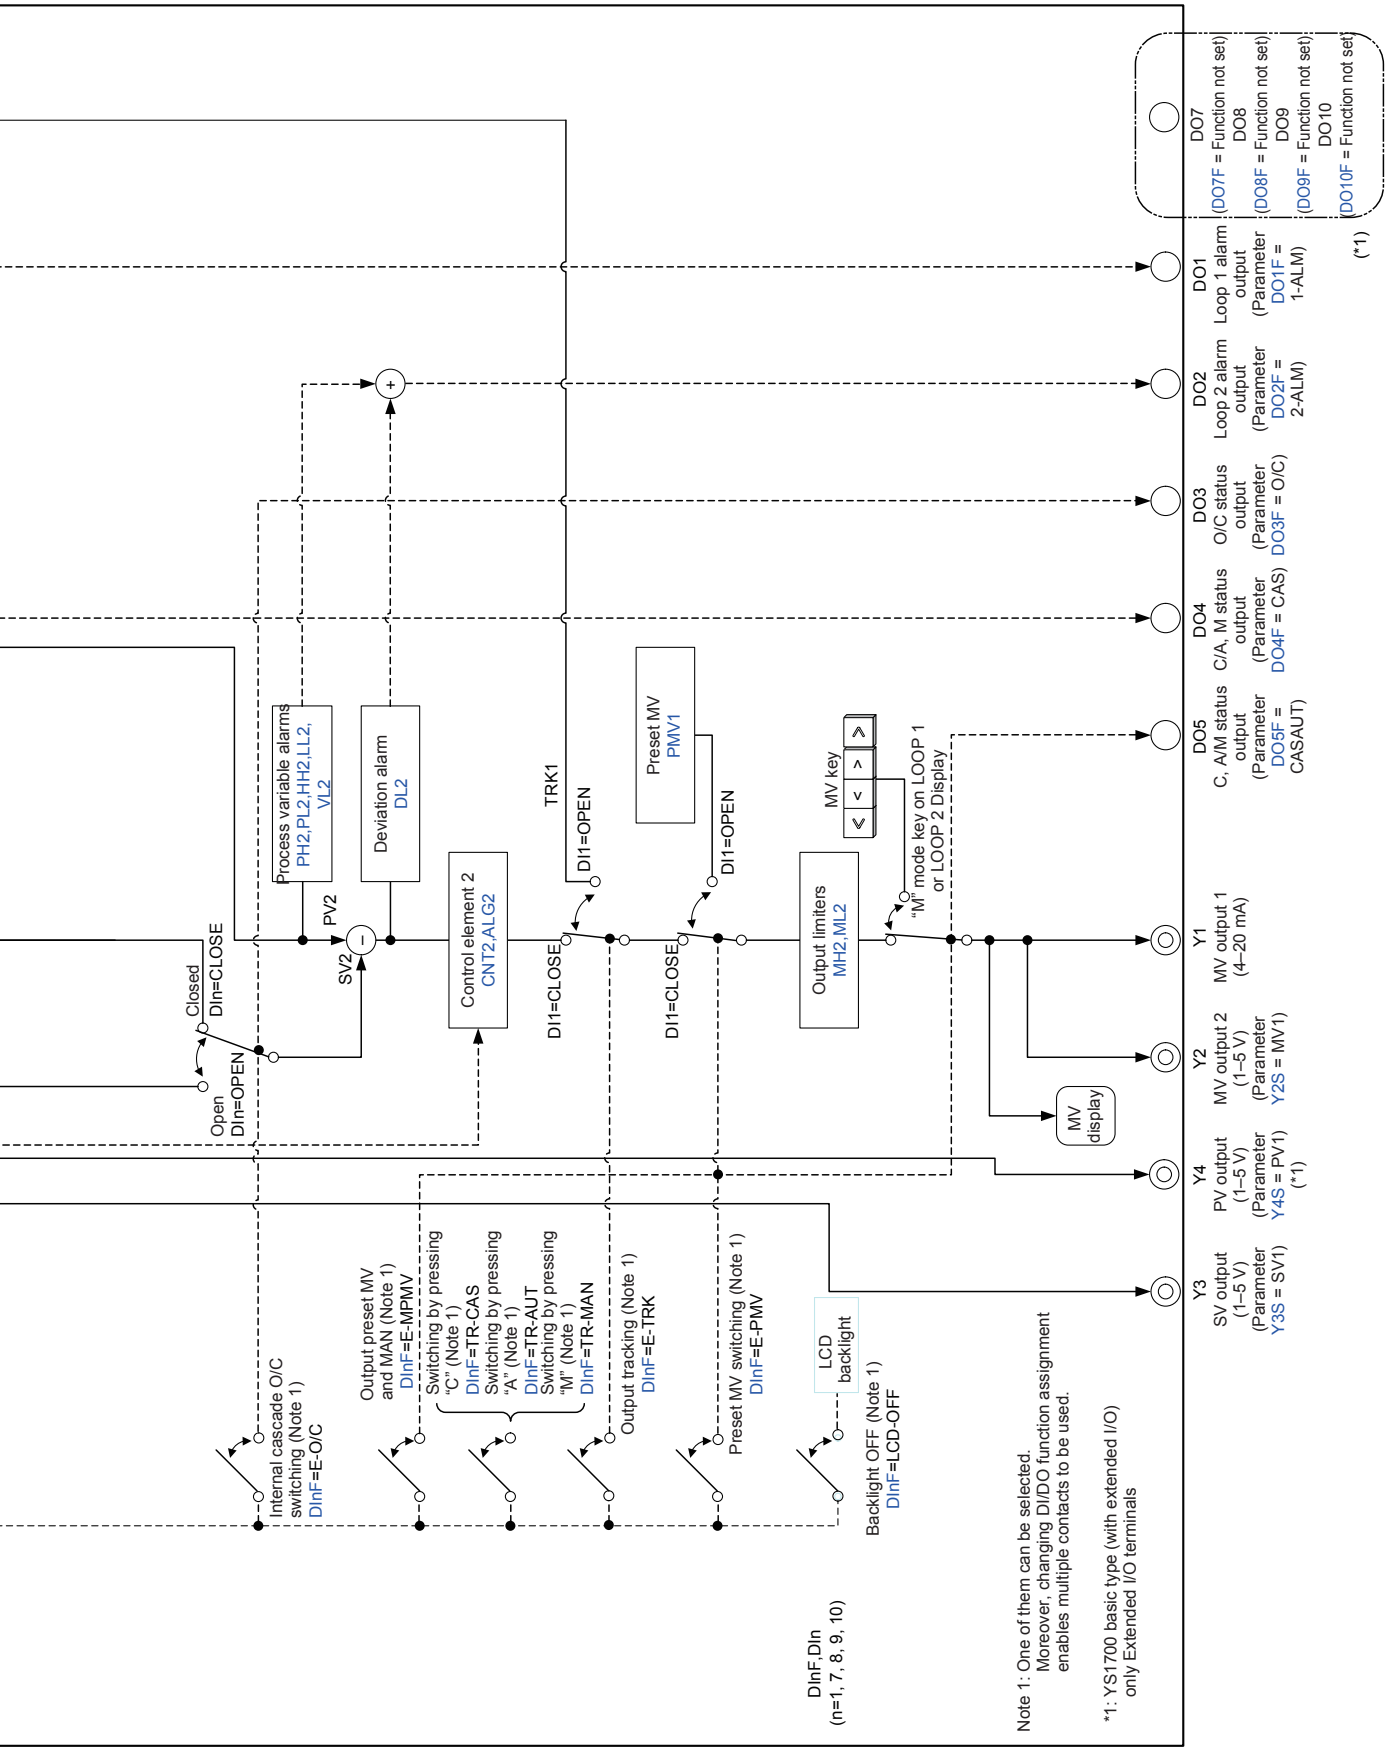 Internal cascade O/C
switching (Note 1)
DInF=E-O/C
Output preset MV
and MAN (Note 1)
DInF=E-MPMV
Switching by pressing
“C” (Note 1)
DInF=TR-CAS
Switching by pressing
“A” (Note 1)
DInF=TR-AUT
Switching by pressing
“M” (Note 1)
DInF=TR-MAN
Output tracking (Note 1)
DInF=E-TRK
Preset MV switching (Note 1)
DInF=E-PMV
LCD
backlight
Backlight OFF (Note 1)
DInF=LCD-OFF
DInF,DIn
(n=1, 7, 8, 9, 10)
Note 1: One of them can be selected.
Moreover, changing DI/DO function assignment
enables multiple contacts to be used.
*1: YS1700 basic type (with extended I/O)
only Extended I/O terminals
Open
DIn=OPEN
Closed
DIn=CLOSE
SV2
PV2
–
Process variable alarms
PH2,PL2,HH2,LL2,
VL2
Deviation alarm
DL2
+
Control element 2
CNT2,ALG2
TRK1
DI1=CLOSE
DI1=OPEN
Preset MV
PMV1
DI1=CLOSE
DI1=OPEN
Output limiters
MH2,ML2
MV key
< < > >
“M” mode key on LOOP 1
or LOOP 2 Display
MV
display
Y3
SV output
(1–5 V)
(Parameter
Y3S = SV1)
Y4
PV output
(1–5 V)
(Parameter
Y4S = PV1)
(*1)
Y2
MV output 2
(1–5 V)
(Parameter
Y2S = MV1)
Y1
MV output 1
(4–20 mA)
DO5
C, A/M status
output
(Parameter
DO5F =
CASAUT)
DO4
C/A, M status
output
(Parameter
DO4F = CAS)
DO3
O/C status
output
(Parameter
DO3F = O/C)
DO2
Loop 2 alarm
output
(Parameter
DO2F =
2-ALM)
DO1
Loop 1 alarm
output
(Parameter
DO1F =
1-ALM)
DO7
(DO7F = Function not set)
DO8
(DO8F = Function not set)
DO9
(DO9F = Function not set)
DO10
(DO10F = Function not set)
(*1)